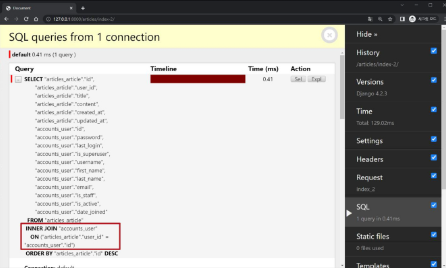 Document
127.0.0.1:8000/articles/index-2/
SQL queries from 1 connection
default 0.41 ms (1 query )
Query Timeline Time (ms) Action
SELECT "articles_article"."id", 0.41 Sel Expl
"articles_article"."user_id",
"articles_article"."title",
"articles_article"."content",
"articles_article"."created_at",
"articles_article"."updated_at",
"accounts_user"."id",
"accounts_user"."password",
"accounts_user"."last_login",
"accounts_user"."is_superuser",
"accounts_user"."username",
"accounts_user"."first_name",
"accounts_user"."last_name",
"accounts_user"."email",
"accounts_user"."is_staff",
"accounts_user"."is_active",
"accounts_user"."date_joined"
FROM "articles_article"
INNER JOIN "accounts_user"
ON ("articles_article"."user_id" =
"accounts_user"."id")
ORDER BY "articles_article"."id" DESC
Connection: default
Hide »
History
/articles/index-2/
Versions
Django 4.2.3
Time
Total: 129.02ms
Settings
Headers
Request
index_2
SQL
1 query in 0.41ms
Static files
0 files used
Templates